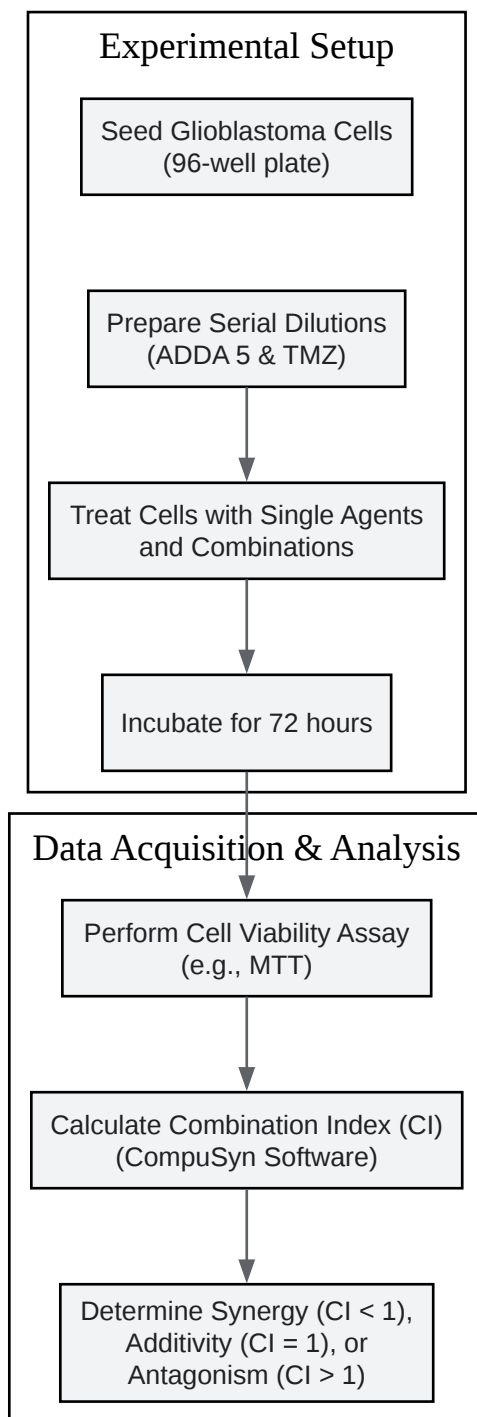 Experimental Setup
Seed Glioblastoma Cells
(96-well plate)
Prepare Serial Dilutions
(ADDA 5 & TMZ)
Treat Cells with Single Agents
and Combinations
Incubate for 72 hours
Data Acquisition & Analysis
Perform Cell Viability Assay
(e.g., MTT)
Calculate Combination Index (CI)
(CompuSyn Software)
Determine Synergy (CI < 1),
Additivity (CI = 1), or
Antagonism (CI > 1)